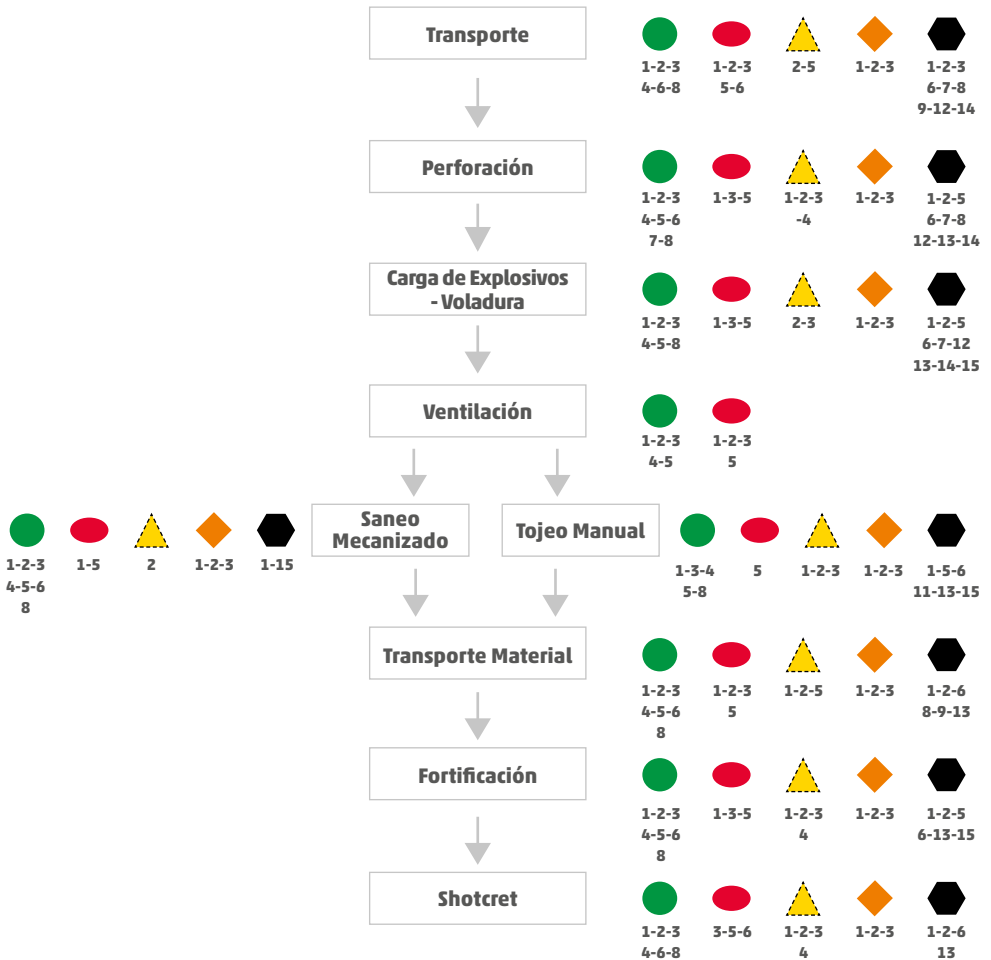 Transporte
1-2-3 1-2-3 2-5 1-2-3 1-2-3
4-6-8 5-6 6-7-8
9-12-14
Perforación
1-2-3 1-3-5 1-2-3 1-2-3 1-2-5
4-5-6 -4 6-7-8
7-8 12-13-14
Carga de Explosivos
- Voladura
1-2-3 1-3-5 2-3 1-2-3 1-2-5
4-5-8 6-7-12
13-14-15
Ventilación
1-2-3 1-2-3
4-5 5
Saneo
Mecanizado
1-2-3 1-5 2 1-2-3 1-15
4-5-6
8
Tojeo Manual
1-3-4 5 1-2-3 1-2-3 1-5-6
5-8 11-13-15
Transporte Material
1-2-3 1-2-3 1-2-5 1-2-3 1-2-6
4-5-6 5 8-9-13
8
Fortificación
1-2-3 1-3-5 1-2-3 1-2-3 1-2-5
4-5-6 4 6-13-15
8
Shotcret
1-2-3 3-5-6 1-2-3 1-2-3 1-2-6
4-6-8 4 13